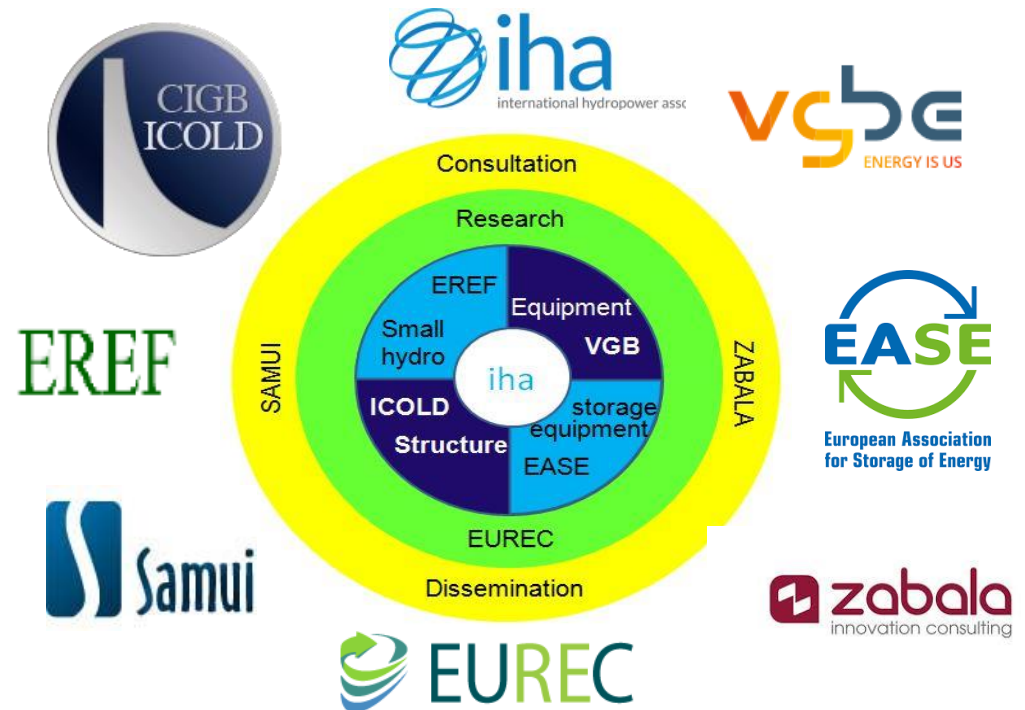 iha
international hydropower assc
CIGB
ICOLD
vgbe
ENERGY IS US
Consultation
Research
EREF
Equipment
Small
hydro
VGB
iha
ICOLD
Structure
storage
equipment
EASE
EUREC
Dissemination
SAMUI
ZABALA
EREF
EASE
European Association
for Storage of Energy
Samui
zabala
innovation consulting
EUREC